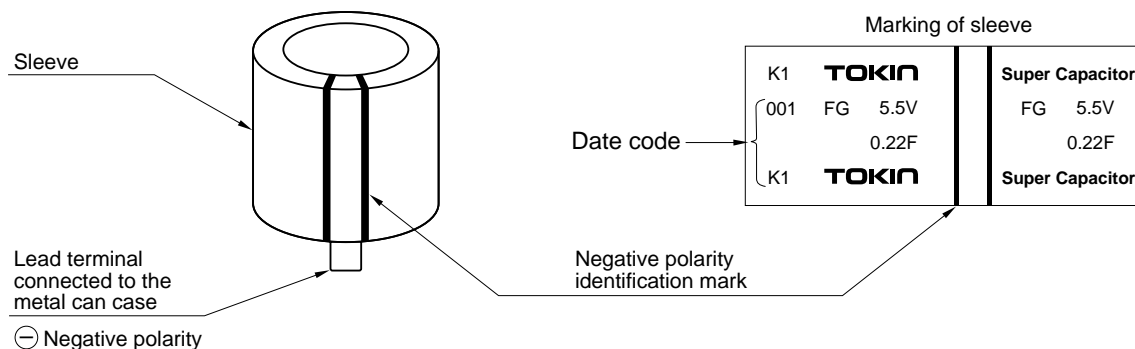 Marking of sleeve
Sleeve
K1 TOKIN Super Capacitor
001 FG 5.5V FG 5.5V
Date code
0.22F 0.22F
K1 TOKIN Super Capacitor
Lead terminal
connected to the
metal can case
⊖ Negative polarity
Negative polarity
identification mark